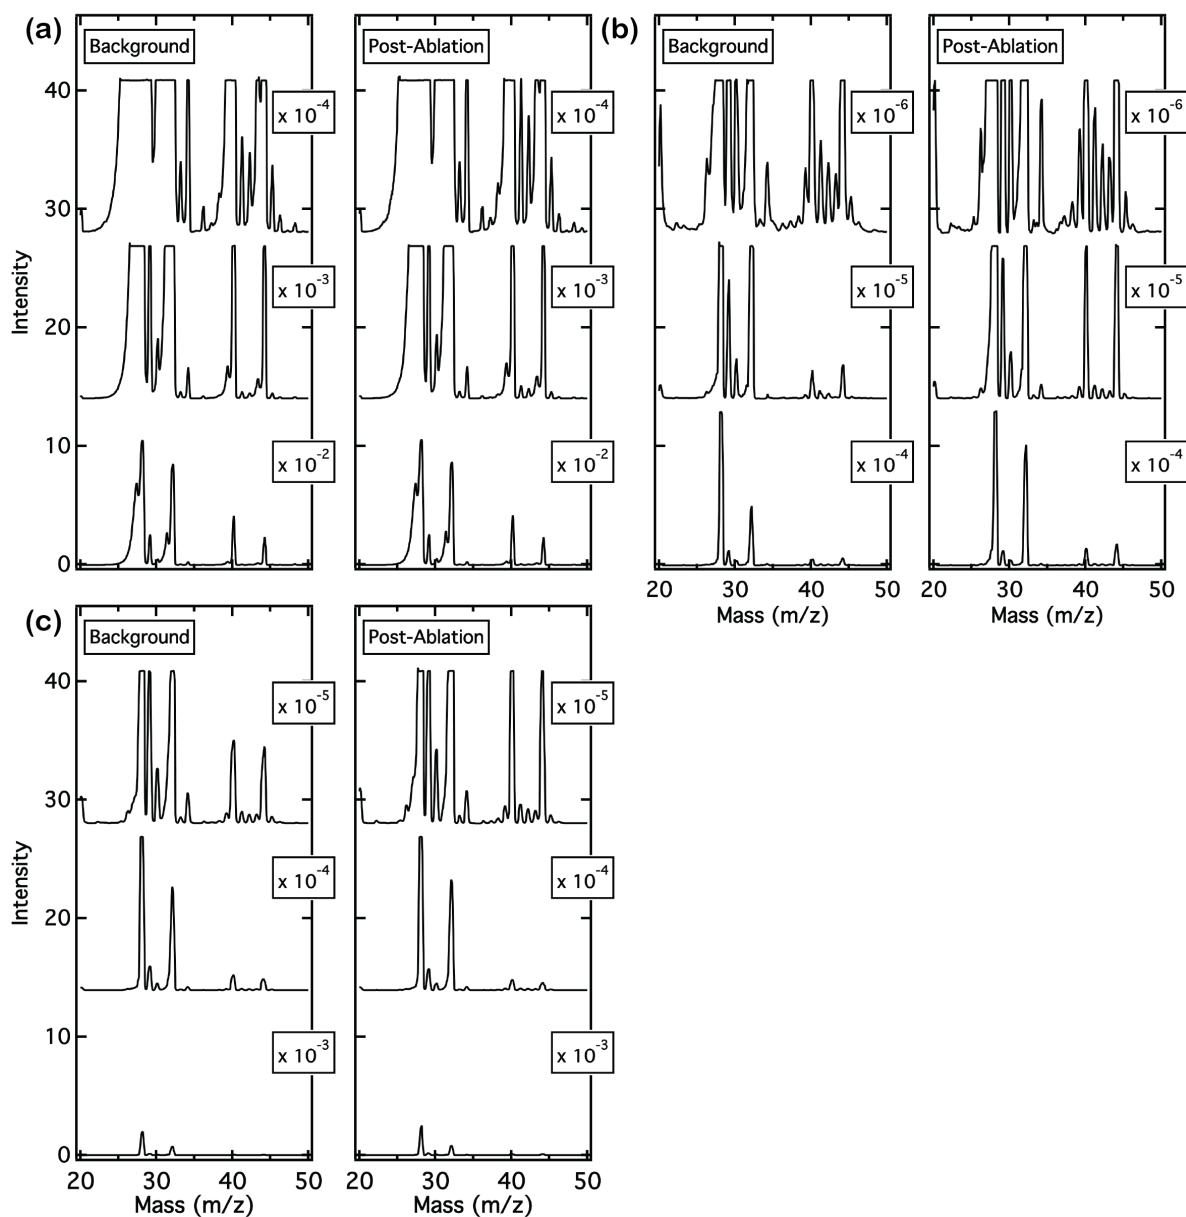 (a)
Background
Post-Ablation
x 10⁻⁴
x 10⁻⁴
x 10⁻³
x 10⁻³
x 10⁻²
x 10⁻²
40
30
20
10
0
Intensity
(b)
Background
Post-Ablation
x 10⁻⁶
x 10⁻⁶
x 10⁻⁵
x 10⁻⁵
x 10⁻⁴
x 10⁻⁴
20 30 40 50 20 30 40 50
Mass (m/z) Mass (m/z)
(c)
Background
Post-Ablation
x 10⁻⁵
x 10⁻⁵
x 10⁻⁴
x 10⁻⁴
x 10⁻³
x 10⁻³
40
30
20
10
0
Intensity
20 30 40 50 20 30 40 50
Mass (m/z) Mass (m/z)